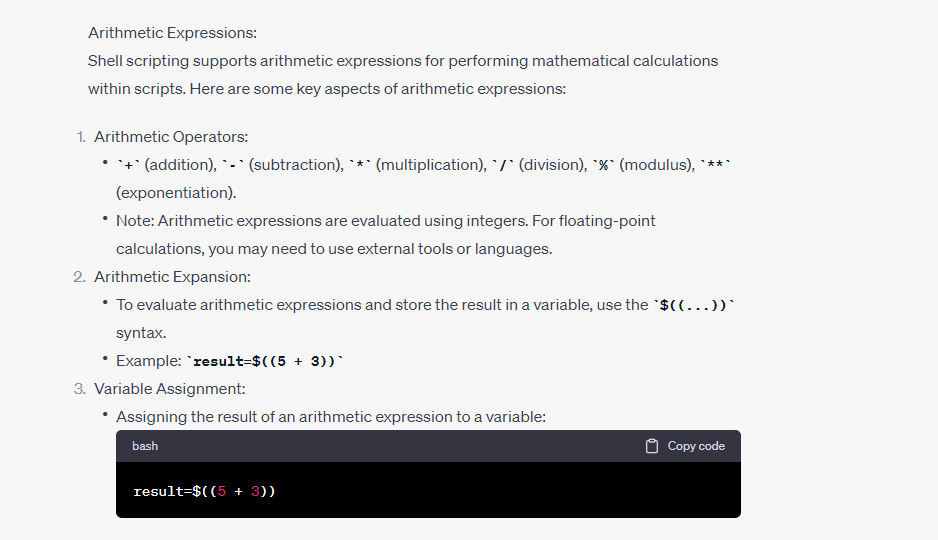 Arithmetic Expressions:
Shell scripting supports arithmetic expressions for performing mathematical calculations
within scripts. Here are some key aspects of arithmetic expressions:
1. Arithmetic Operators:
• `+` (addition), `-` (subtraction), `*` (multiplication), `/` (division), `%` (modulus), `**`
(exponentiation).
• Note: Arithmetic expressions are evaluated using integers. For floating-point
calculations, you may need to use external tools or languages.
2. Arithmetic Expansion:
• To evaluate arithmetic expressions and store the result in a variable, use the `$((...))`
syntax.
• Example: `result=$((5 + 3))`
3. Variable Assignment:
• Assigning the result of an arithmetic expression to a variable:
bash Copy code
result=$((5 + 3))